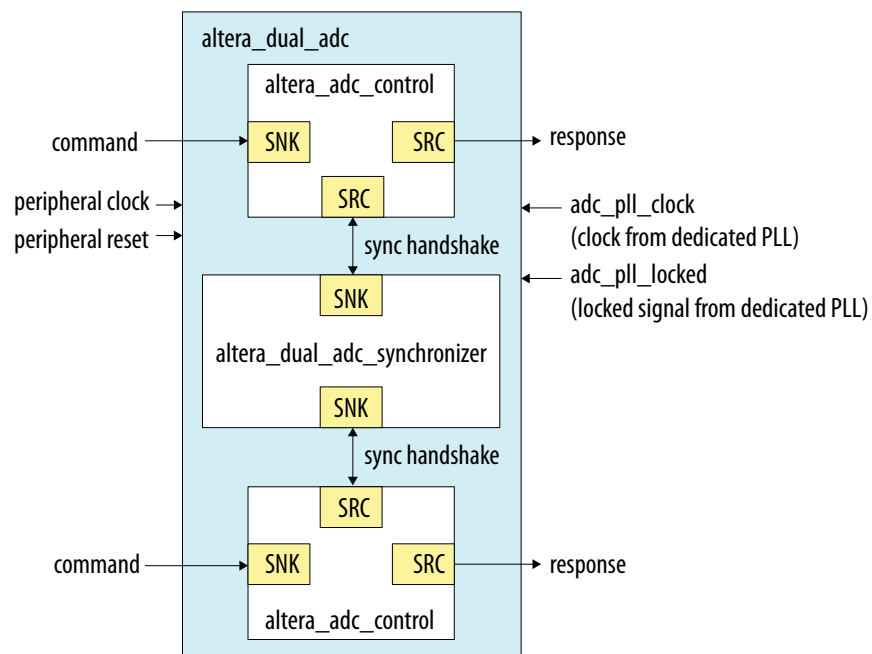 altera_dual_adc
altera_adc_control
command
SNK
SRC
response
SRC
peripheral clock
peripheral reset
adc_pll_clock
(clock from dedicated PLL)
sync handshake
adc_pll_locked
(locked signal from dedicated PLL)
SNK
altera_dual_adc_synchronizer
SNK
sync handshake
SRC
command
SNK
SRC
response
altera_adc_control